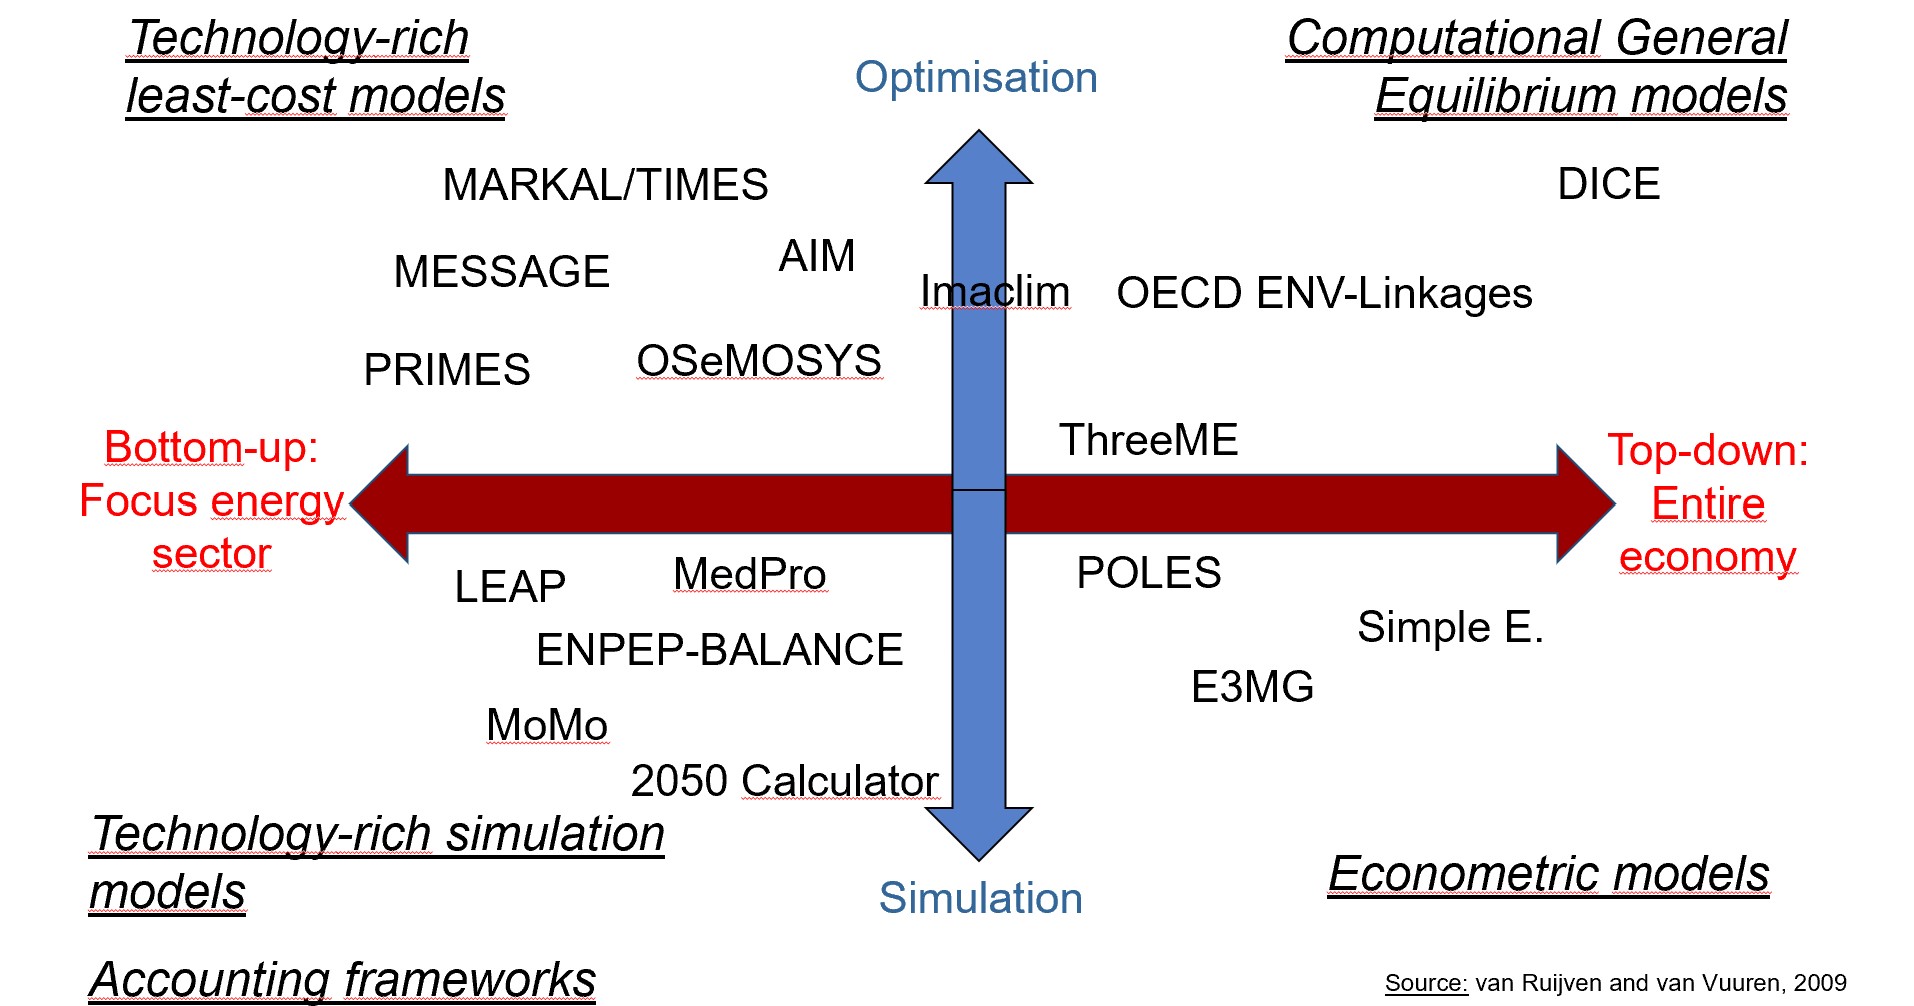 Technology-rich
least-cost models
Optimisation
Computational General
Equilibrium models
MARKAL/TIMES
DICE
AIM
MESSAGE
Imaclim
OECD ENV-Linkages
PRIMES
OSeMOSYS
ThreeME
Bottom-up:
Focus energy
sector
Top-down:
Entire
economy
LEAP
MedPro
POLES
Simple E.
ENPEP-BALANCE
E3MG
MoMo
2050 Calculator
Technology-rich simulation
models
Simulation
Econometric models
Accounting frameworks
Source: van Ruijven and van Vuuren, 2009